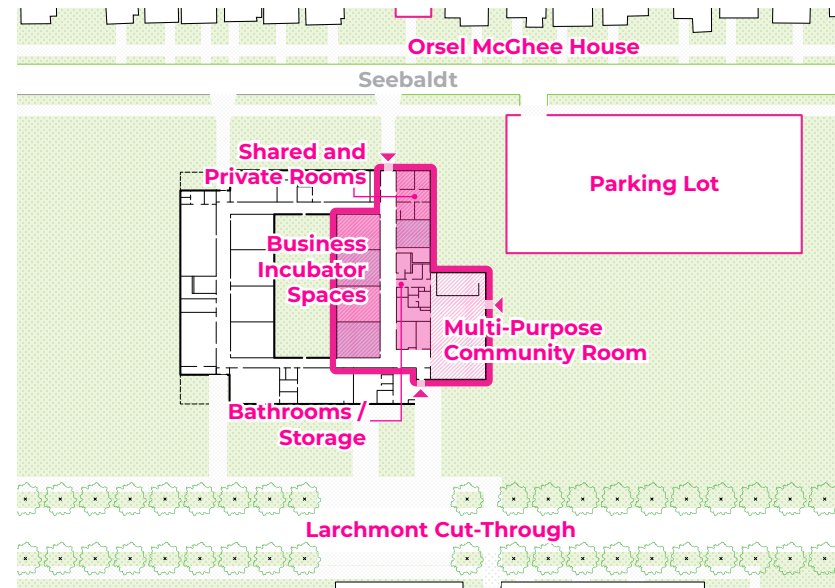 Orsel McGhee House
Seebaldt
Shared and
Private Rooms
Parking Lot
Business
Incubator
Spaces
Multi-Purpose
Community Room
Bathrooms /
Storage
Larchmont Cut-Through